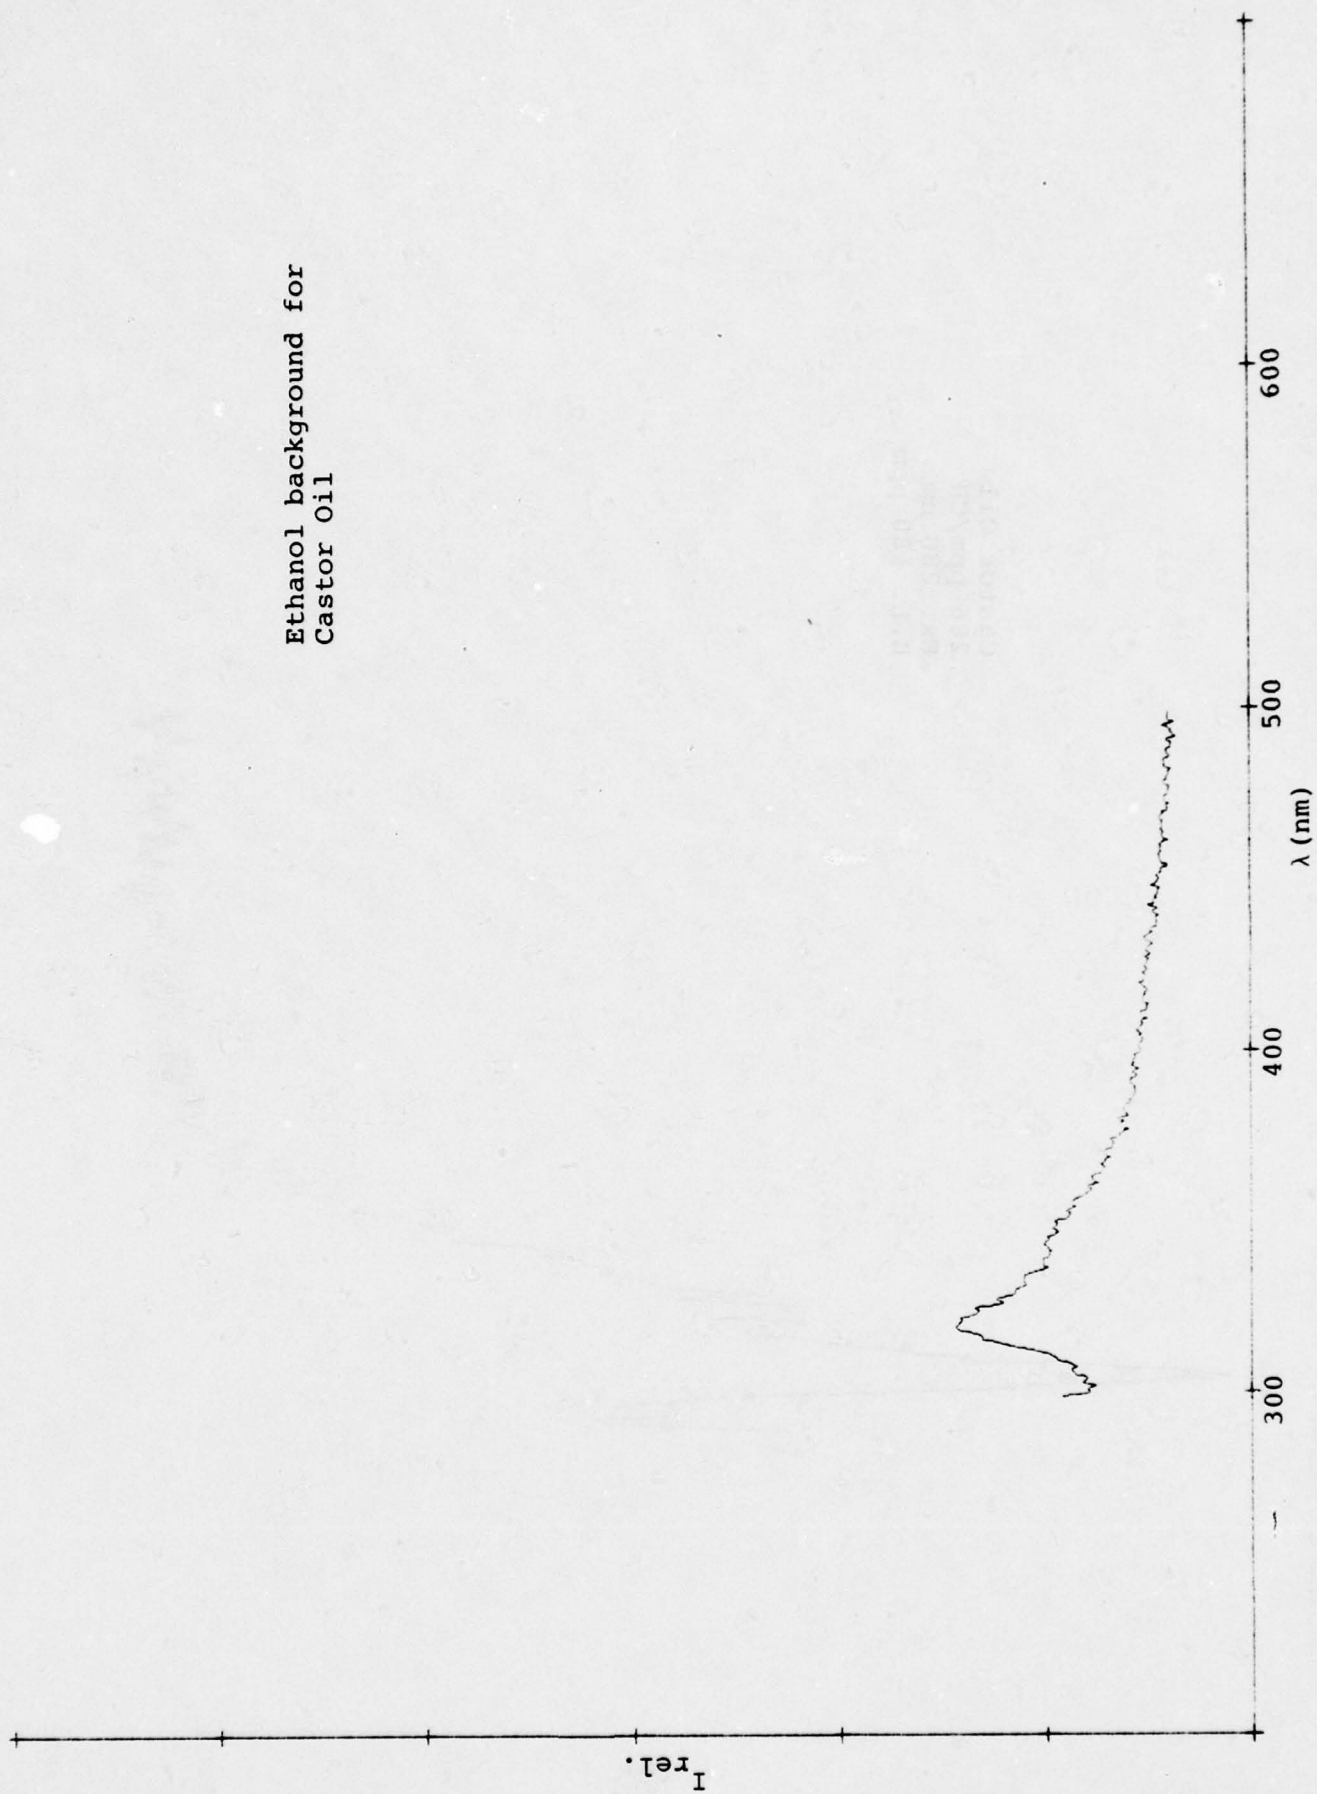 Ethanol background for
Castor Oil
I rel.
300
400
500
600
λ (nm)